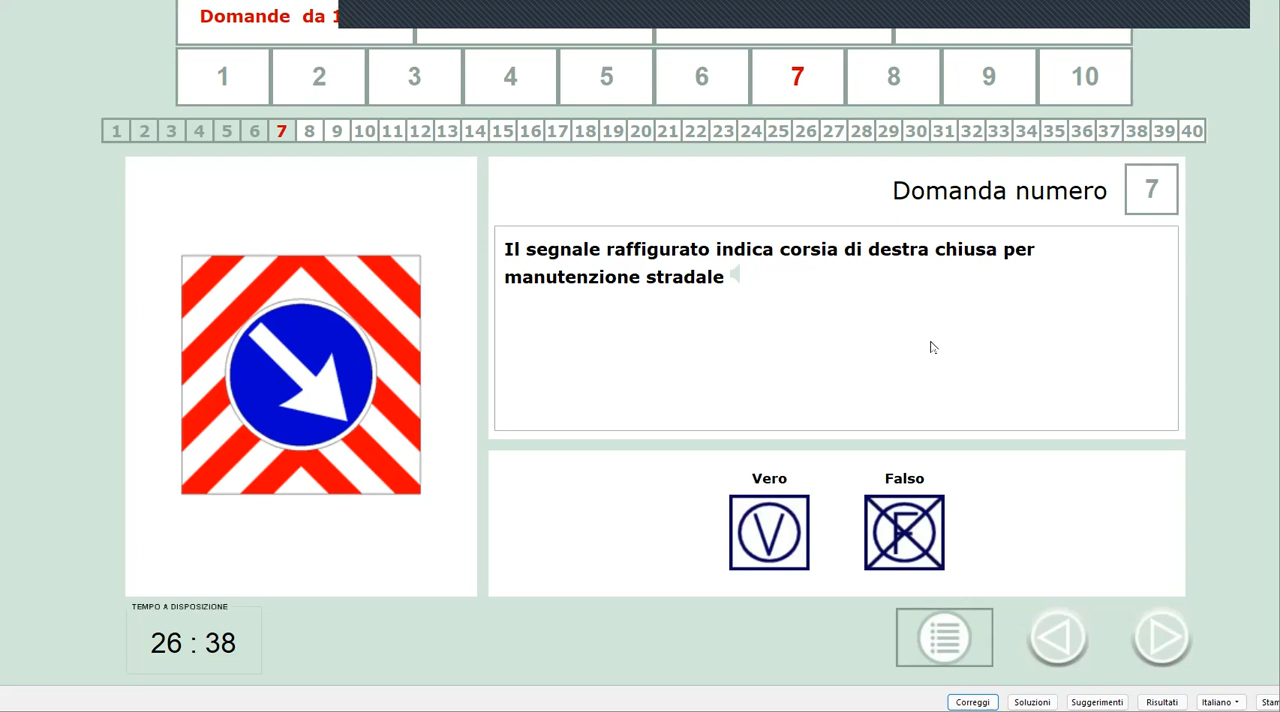 Domande da 1
1 2 3 4 5 6 7 8 9 10
1 2 3 4 5 6 7 8 9 10 11 12 13 14 15 16 17 18 19 20 21 22 23 24 25 26 27 28 29 30 31 32 33 34 35 36 37 38 39 40
Domanda numero 7
Il segnale raffigurato indica corsia di destra chiusa per
manutenzione stradale
Vero Falso
V F
TEMPO A DISPOSIZIONE
26 : 38
Correggi Soluzioni Suggerimenti Risultati Italiano